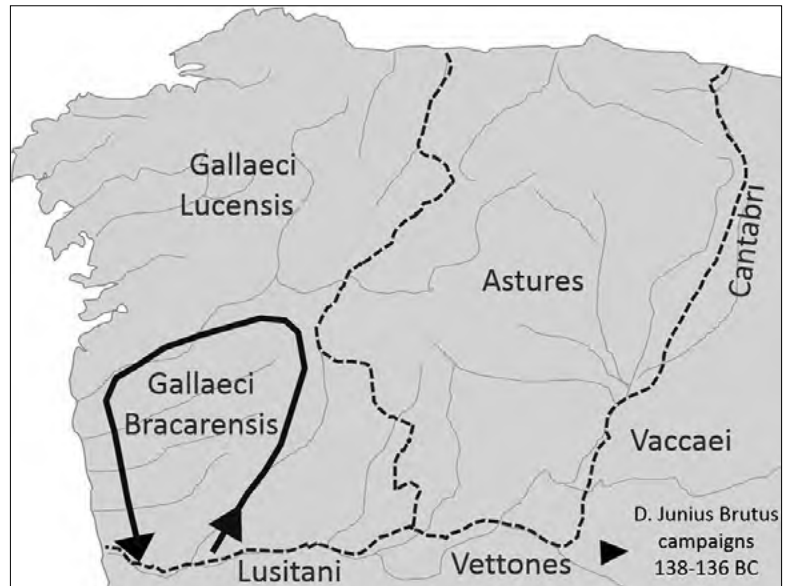 Gallaeci
Lucensis
Astures
Cantabri
Gallaeci
Bracarensis
Vaccaei
D. Junius Brutus
campaigns
138-136 BC
Lusitani
Vettones